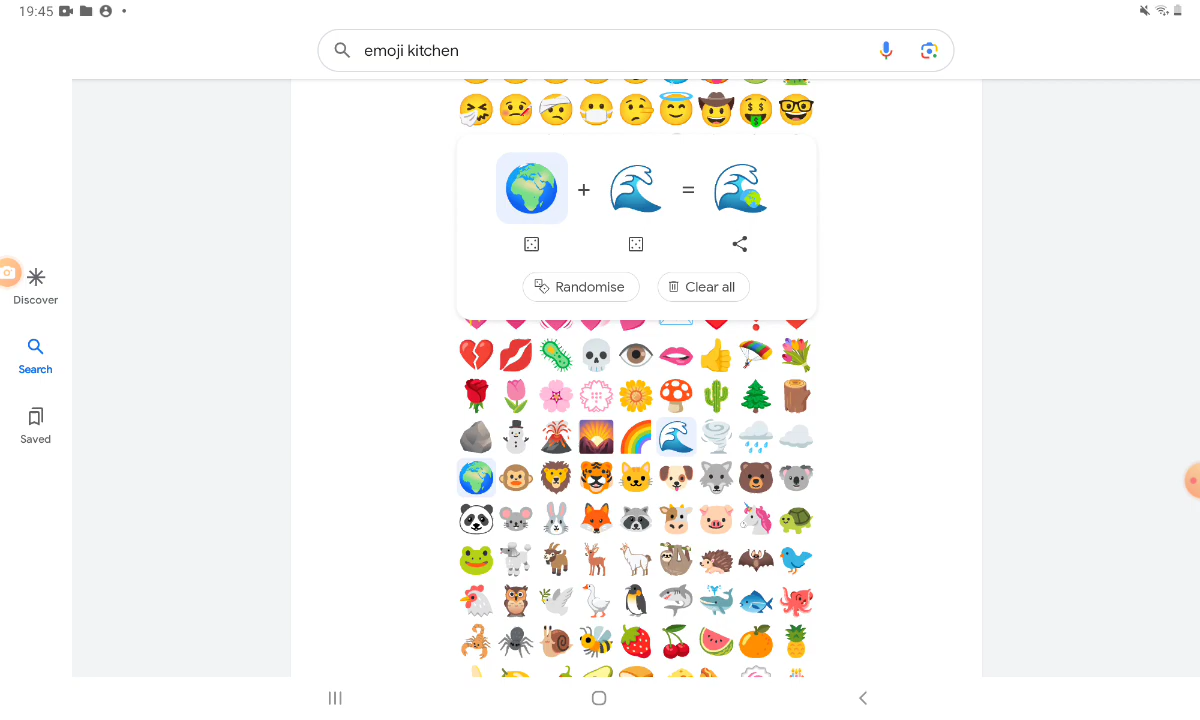 19:45
emoji kitchen
+ =
Randomise Clear all
Discover
Search
Saved